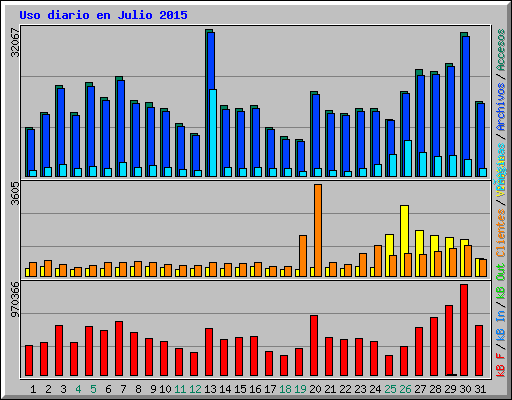 Uso diario en Julio 2015
32067
3605
970366
Accesos
/ Archivos /
Clientes /
kB F / kB In / kB Out
1 2 3 4 5 6 7 8 9 10 11 12 13 14 15 16 17 18 19 20 21 22 23 24 25 26 27 28 29 30 31